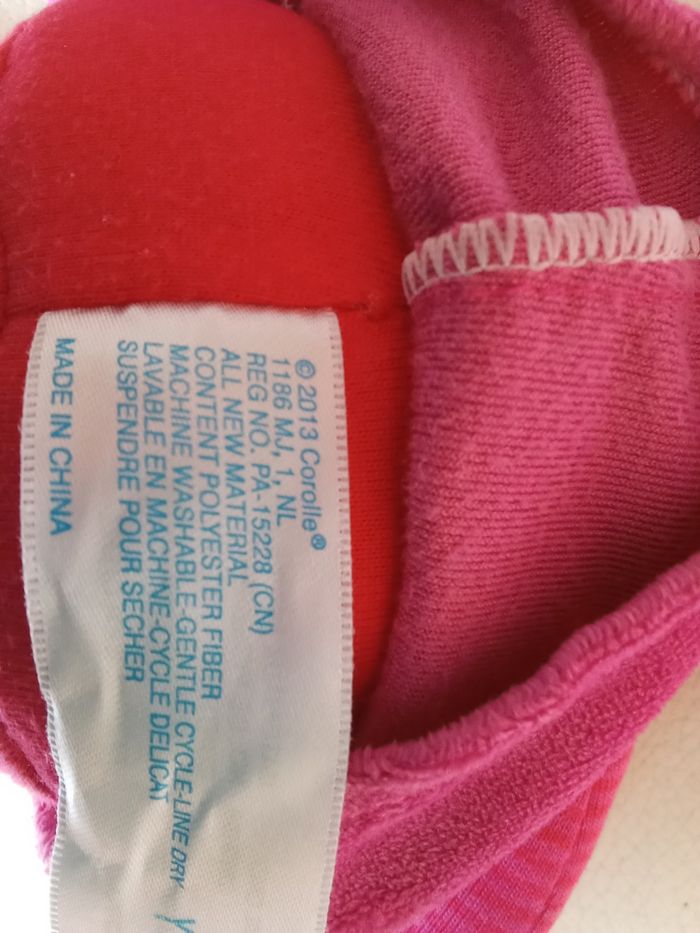 © 2013 Corolle®
1186 MJ, 1, NL
REG NO. PA-15228 (CN)
ALL NEW MATERIAL
CONTENT POLYESTER FIBER
MACHINE WASHABLE-GENTLE CYCLE-LINE DRY
LAVABLE EN MACHINE-CYCLE DELICAT
SUSPENDRE POUR SECHER
MADE IN CHINA